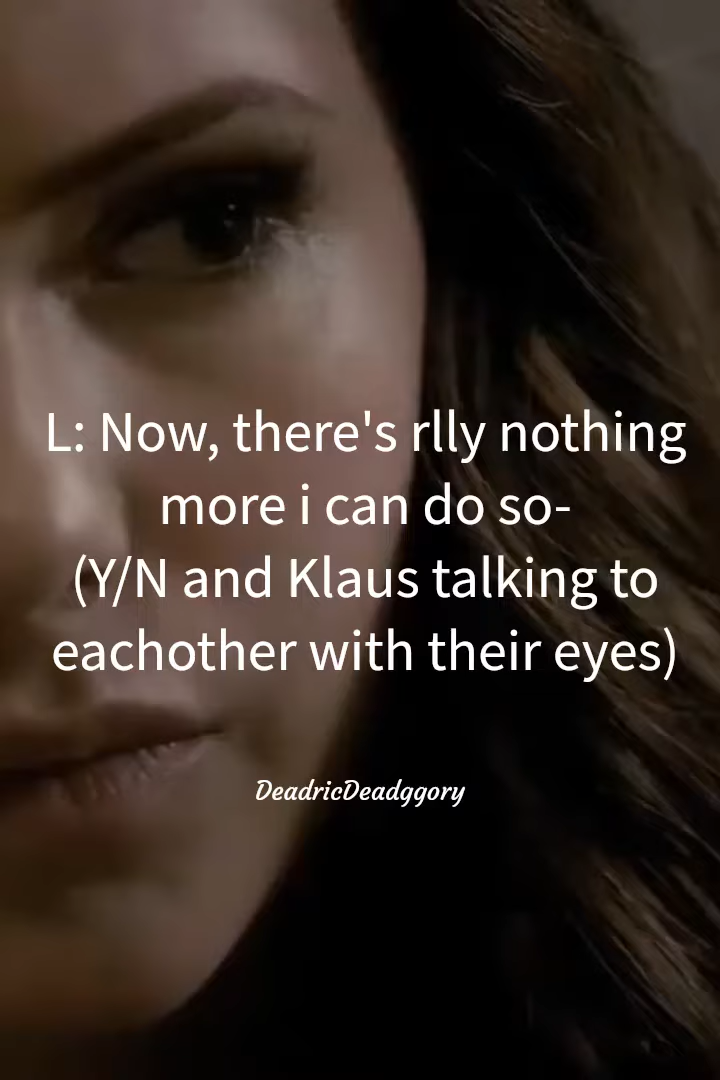 L: Now, there's rlly nothing
more i can do so-
(Y/N and Klaus talking to
eachother with their eyes)
DeadricDeadggory